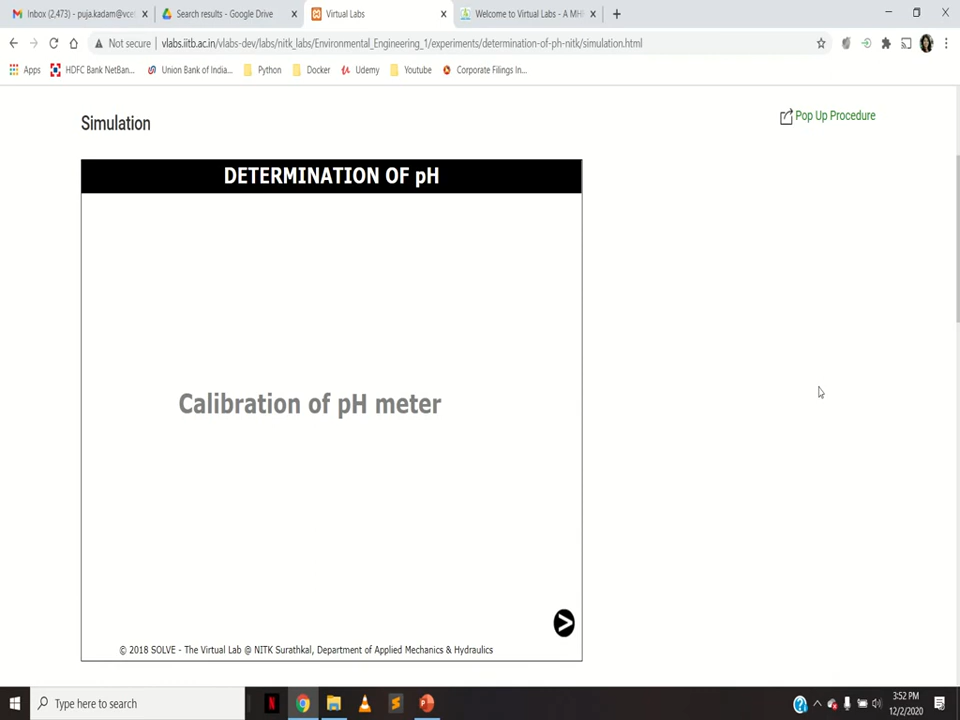 Inbox (2,473) - puja.kadam@vces
Search results - Google Drive
Virtual Labs
Welcome to Virtual Labs - A MH
Not secure
vlabs.iitb.ac.in/vlabs-dev/labs/nitk_labs/Environmental_Engineering_1/experiments/determination-of-ph-nitk/simulation.html
Apps
HDFC Bank NetBan...
Union Bank of India...
Python
Docker
Udemy
Youtube
Corporate Filings In...
Simulation
Pop Up Procedure
DETERMINATION OF pH
Calibration of pH meter
© 2018 SOLVE - The Virtual Lab @ NITK Surathkal, Department of Applied Mechanics & Hydraulics
Type here to search
3:52 PM
12/2/2020